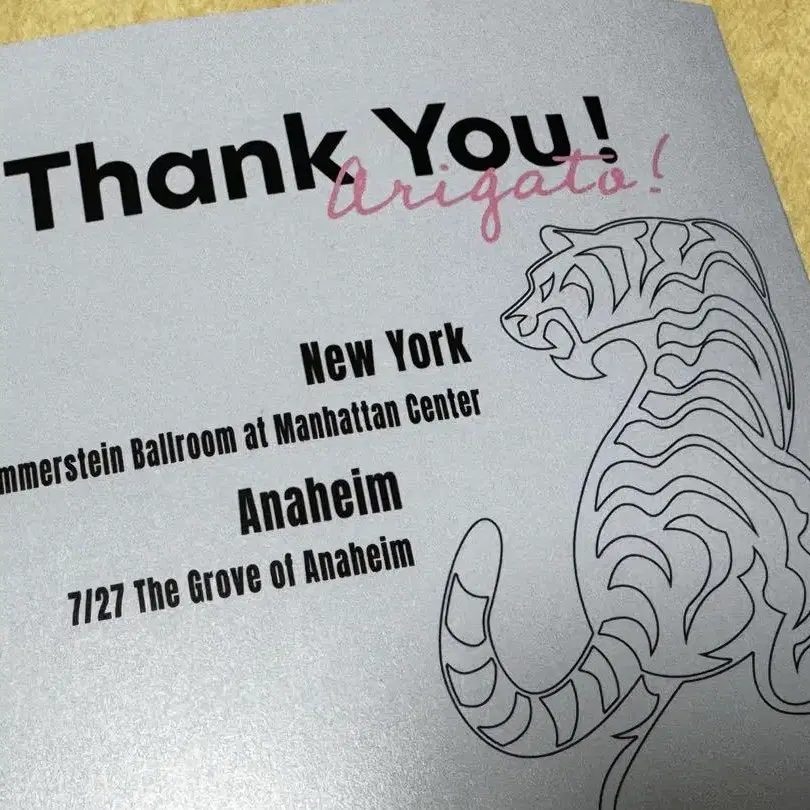 Thank You!
Arigato!
New York
mmerstein Ballroom at Manhattan Center
Anaheim
7/27 The Grove of Anaheim